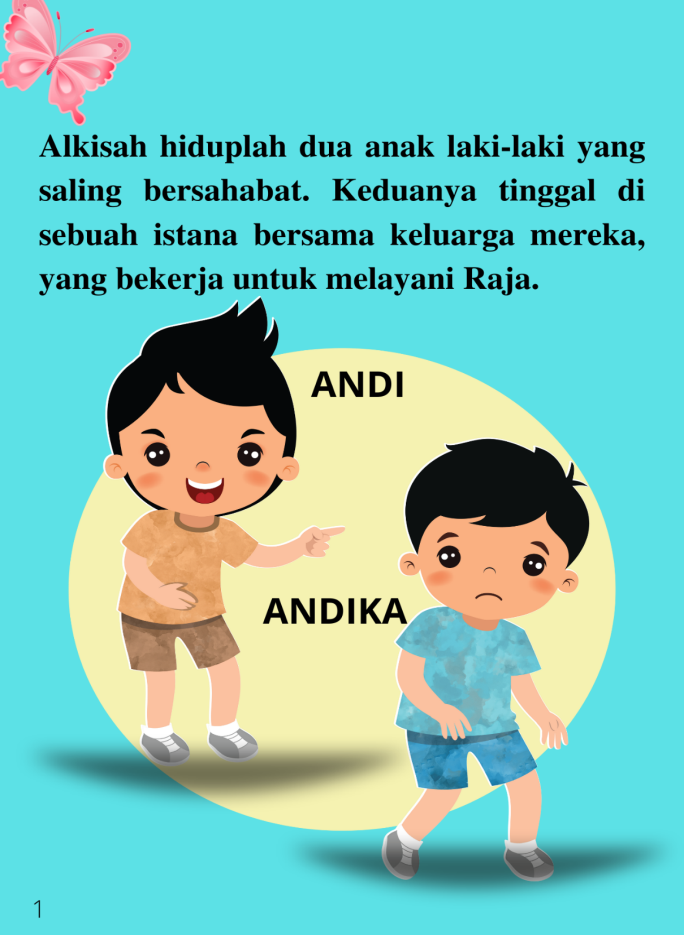 Alkisah hiduplah dua anak laki-laki yang
saling bersahabat. Keduanya tinggal di
sebuah istana bersama keluarga mereka,
yang bekerja untuk melayani Raja.
ANDI
ANDIKA
1